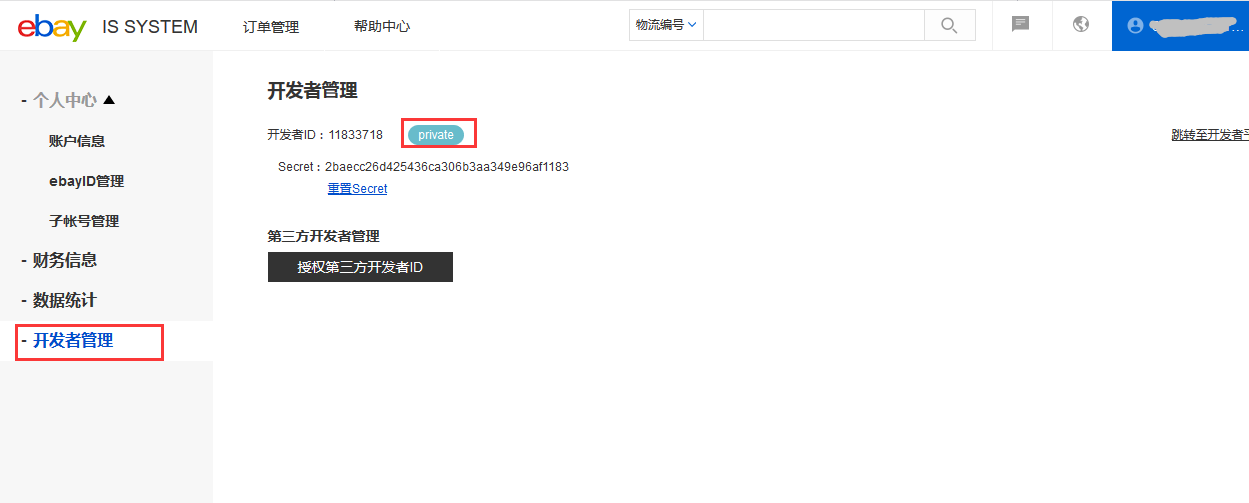 ebay IS SYSTEM 订单管理 帮助中心 物流编号
- 个人中心
账户信息
ebayID管理
子帐号管理
- 财务信息
- 数据统计
- 开发者管理
开发者管理
开发者ID：11833718 private 跳转至开发者
Secret：2baecc26d425436ca306b3aa349e96af1183
重置Secret
第三方开发者管理
授权第三方开发者ID